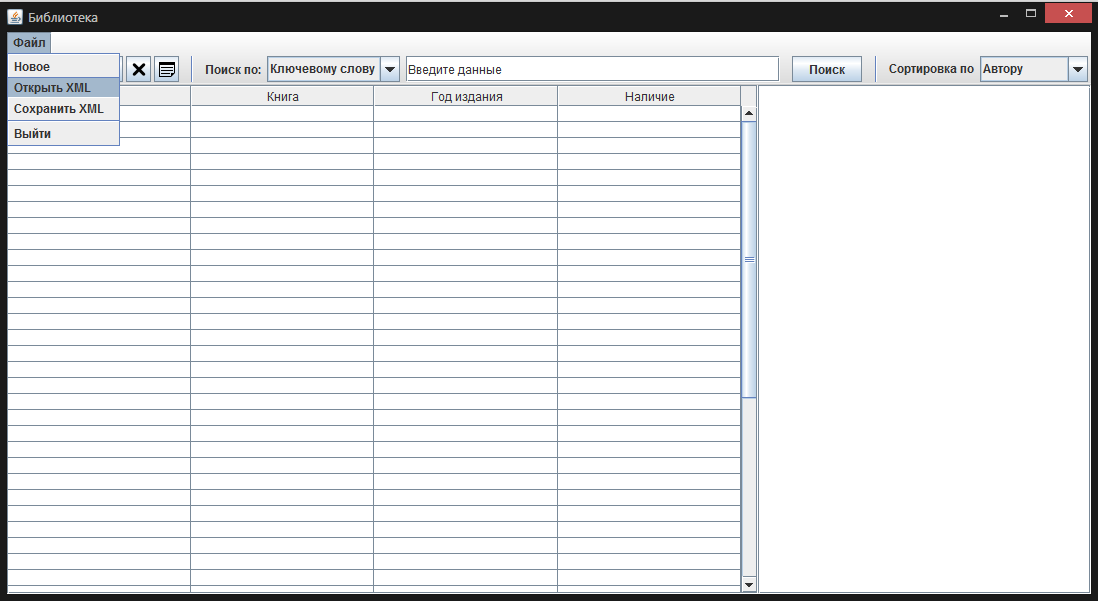 Библиотека
Файл
Новое
Открыть XML
Сохранить XML
Выйти
Поиск по: Ключевому слову Введите данные Поиск Сортировка по Автору
Книга Год издания Наличие